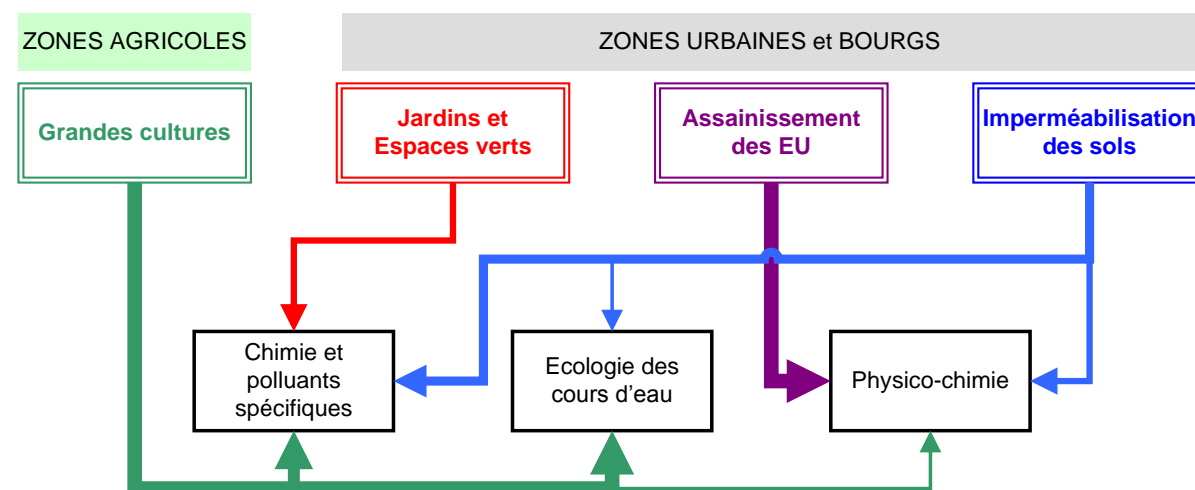 ZONES AGRICOLES
ZONES URBAINES et BOURGS
Grandes cultures
Jardins et
Espaces verts
Assainissement
des EU
Imperméabilisation
des sols
Chimie et
polluants
spécifiques
Ecologie des
cours d'eau
Physico-chimie